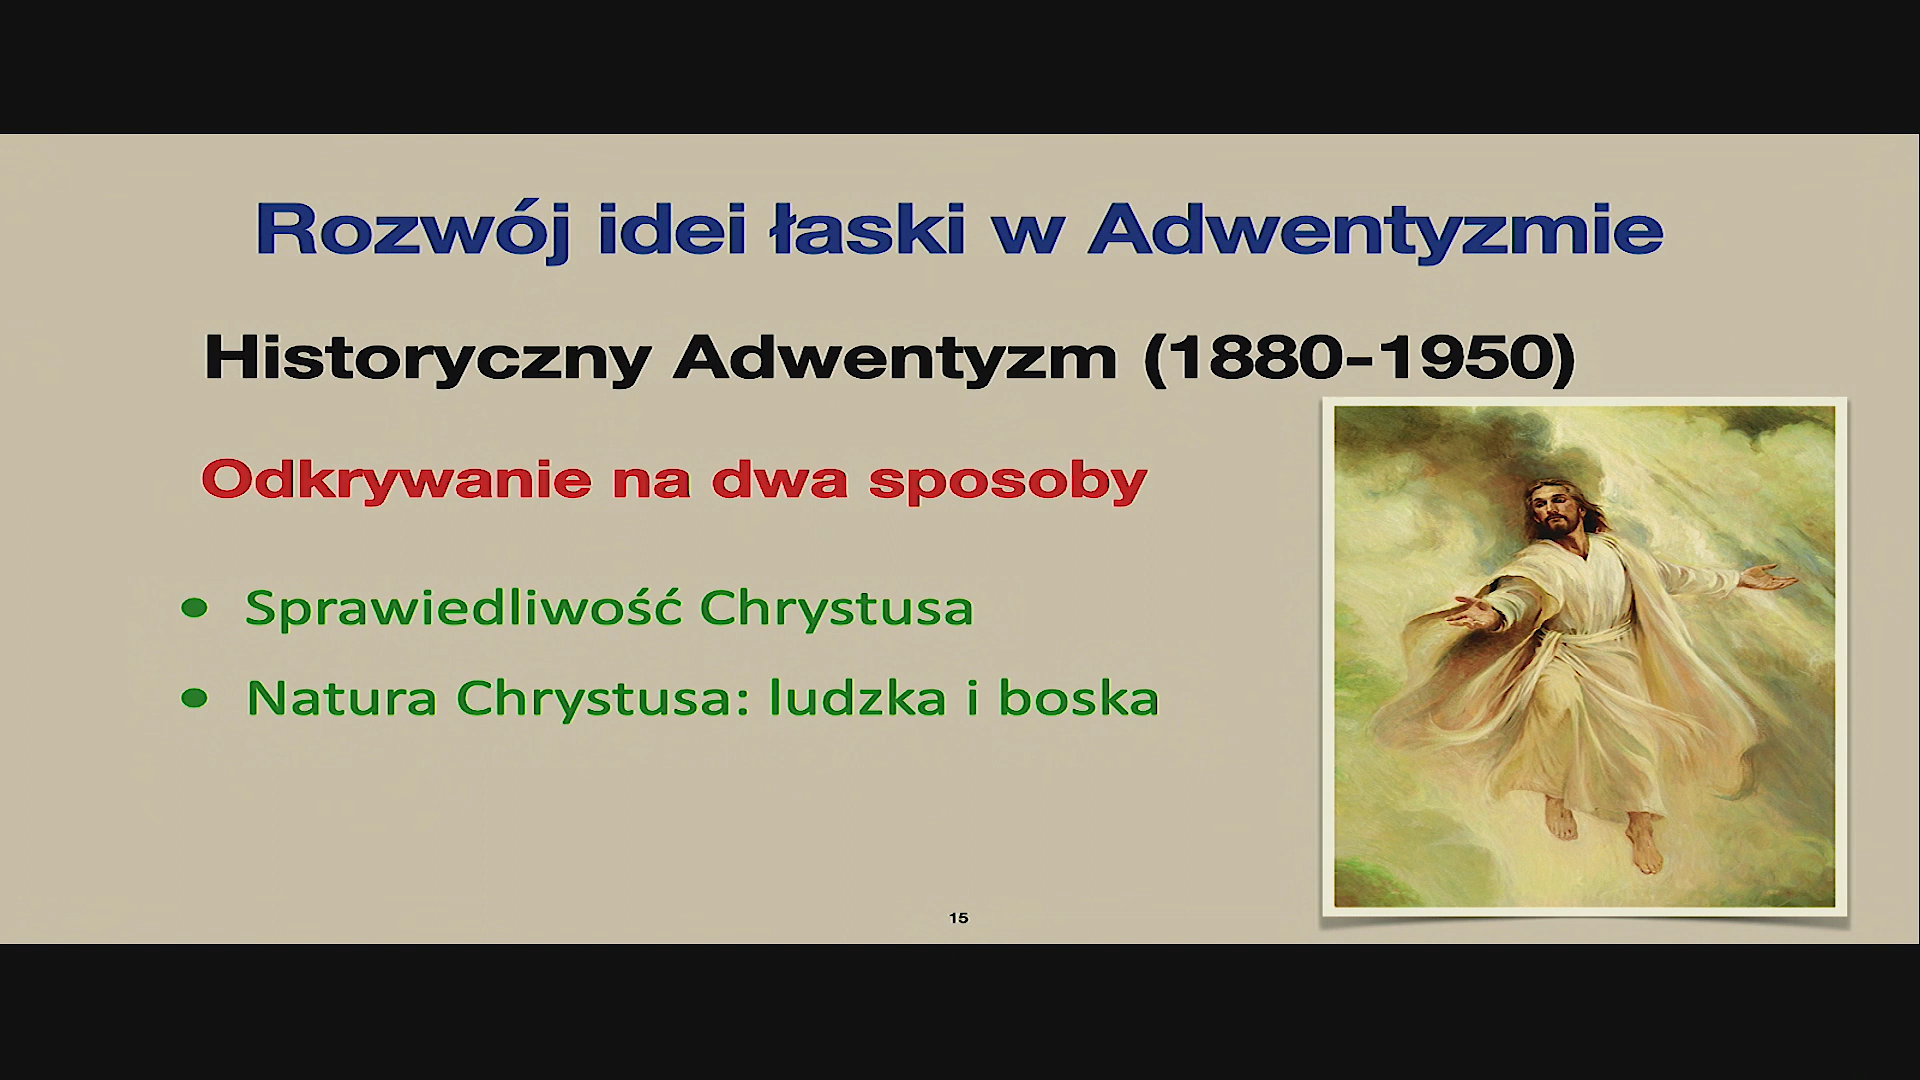 Rozwój idei łaski w Adwentyzmie
Historyczny Adwentyzm (1880-1950)
Odkrywanie na dwa sposoby
• Sprawiedliwość Chrystusa
• Natura Chrystusa: ludzka i boska
15